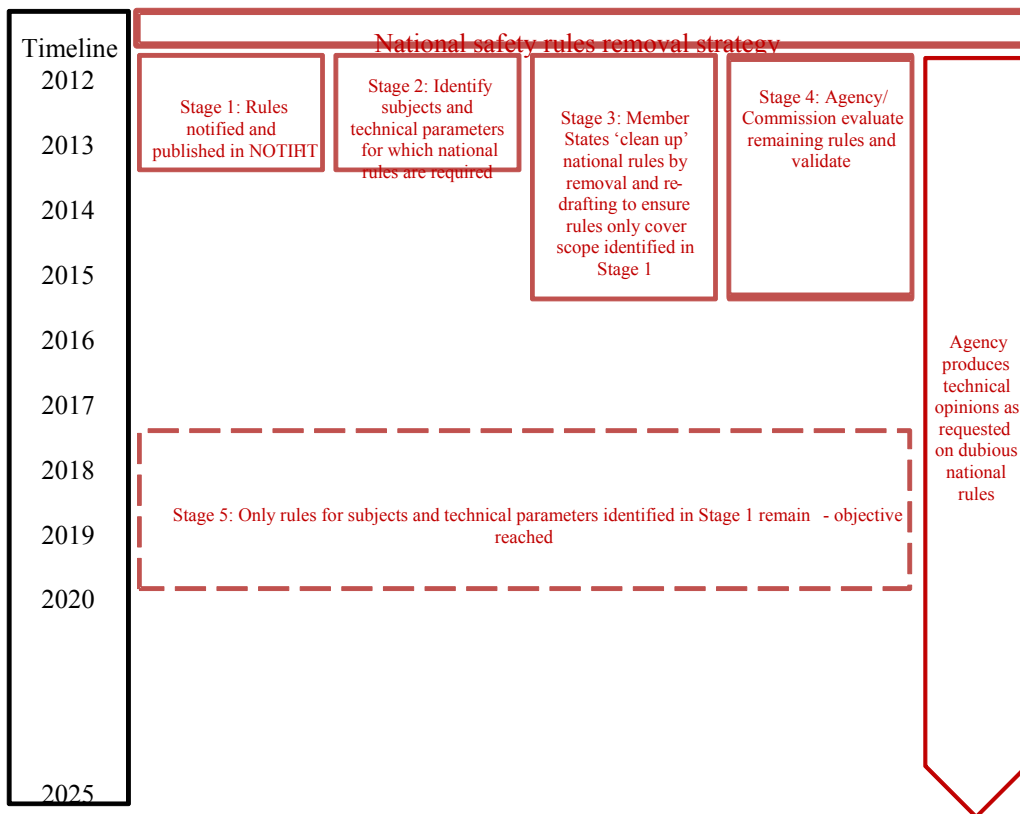 National safety rules removal strategy
Timeline
2012
2013
2014
2015
2016
2017
2018
2019
2020
2025
Stage 1: Rules
notified and
published in NOTIHT
Stage 2: Identify
subjects and
technical parameters
for which national
rules are required
Stage 3: Member
States ‘clean up’
national rules by
removal and re-
drafting to ensure
rules only cover
scope identified in
Stage 1
Stage 4: Agency/
Commission evaluate
remaining rules and
validate
Agency
produces
technical
opinions as
requested
on dubious
national
rules
Stage 5: Only rules for subjects and technical parameters identified in Stage 1 remain - objective
reached